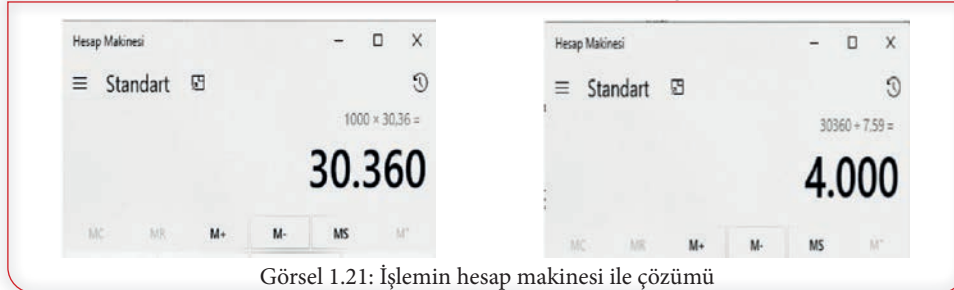 Hesap Makinesi
Standart
1000 × 30,36 =
30.360
MC MR M+ M- MS M˅
Hesap Makinesi
Standart
30360 ÷ 7,59 =
4.000
MC MR M+ M- MS M˅
Görsel 1.21: İşlemin hesap makinesi ile çözümü